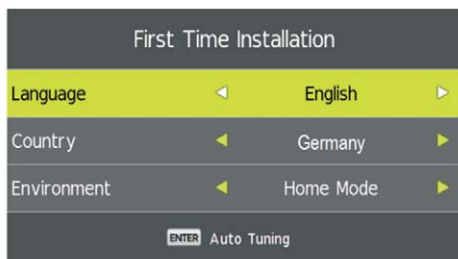 First Time Installation
Language English
Country Germany
Environment Home Mode
ENTER Auto Tuning